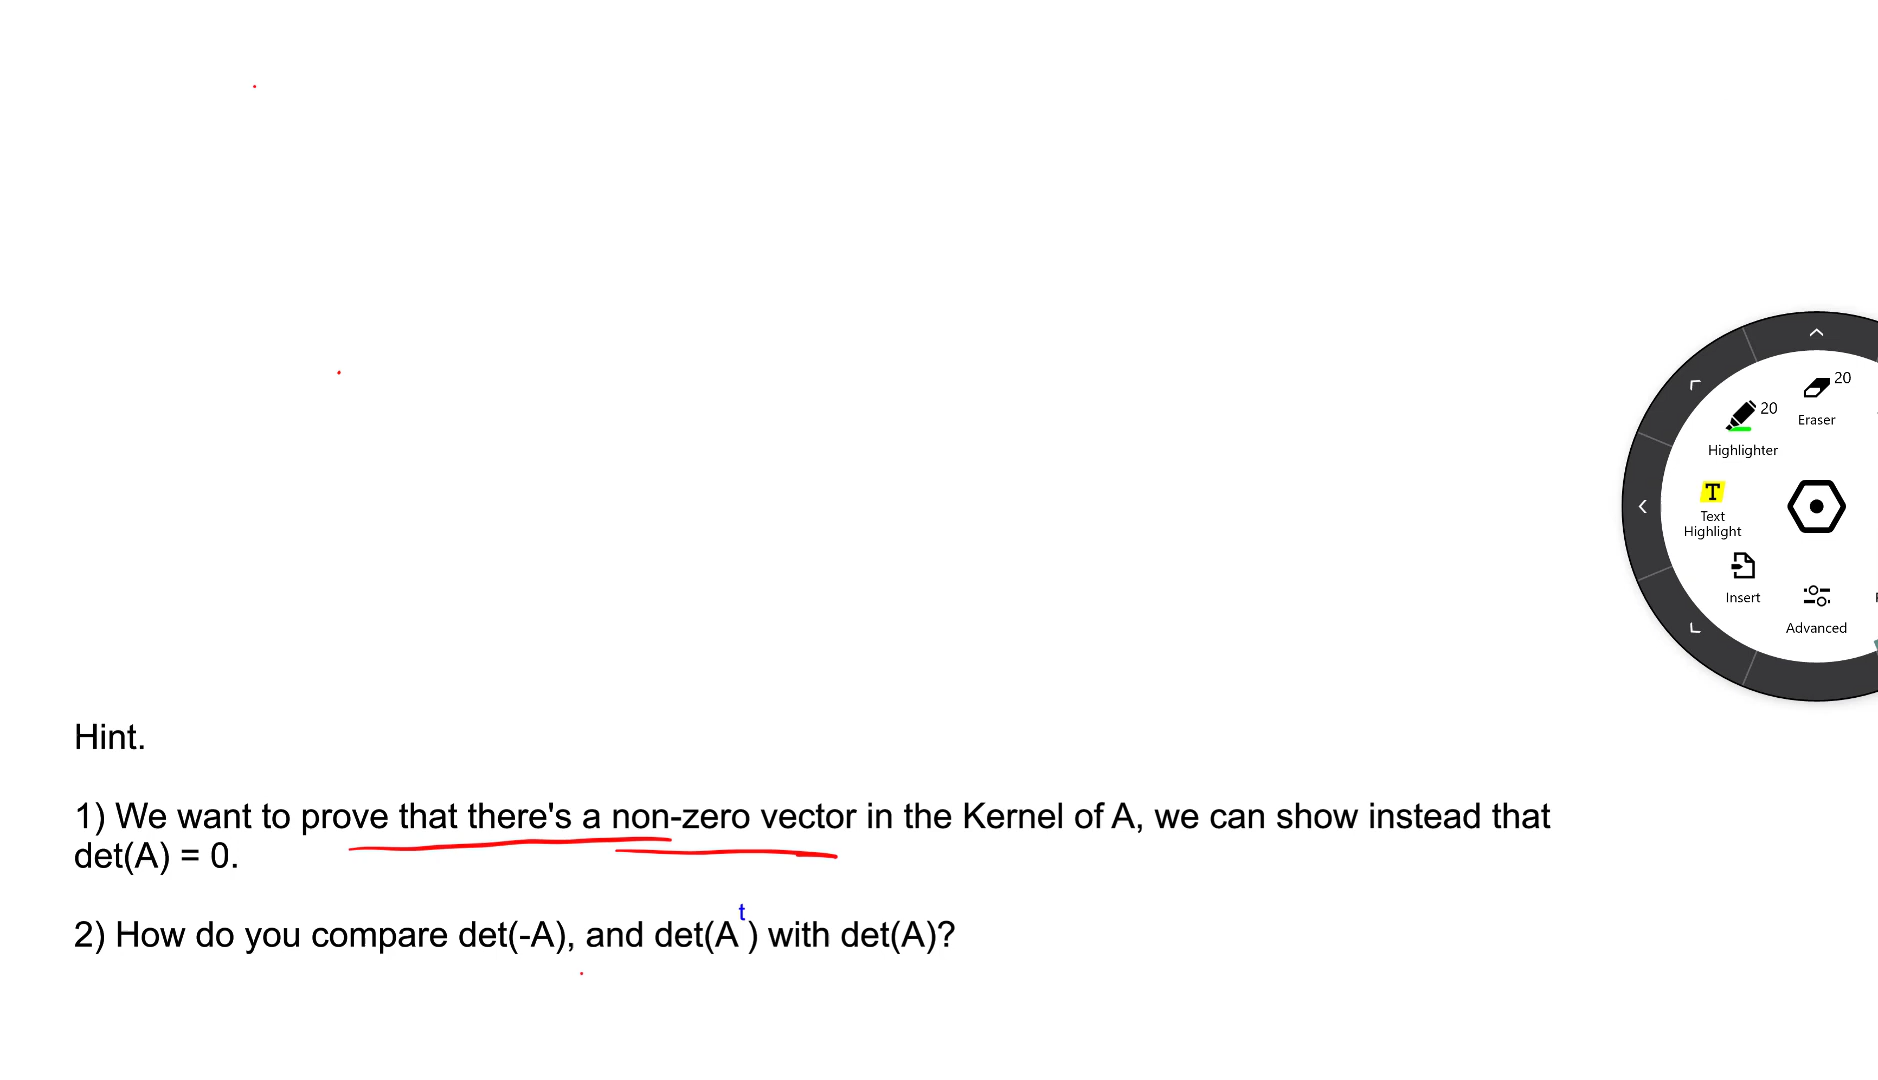 20
Eraser
20
Highlighter
T
Text
Highlight
Insert
Advanced
Hint.
1) We want to prove that there's a non-zero vector in the Kernel of A, we can show instead that
det(A) = 0.
2) How do you compare det(-A), and det(A^t) with det(A)?